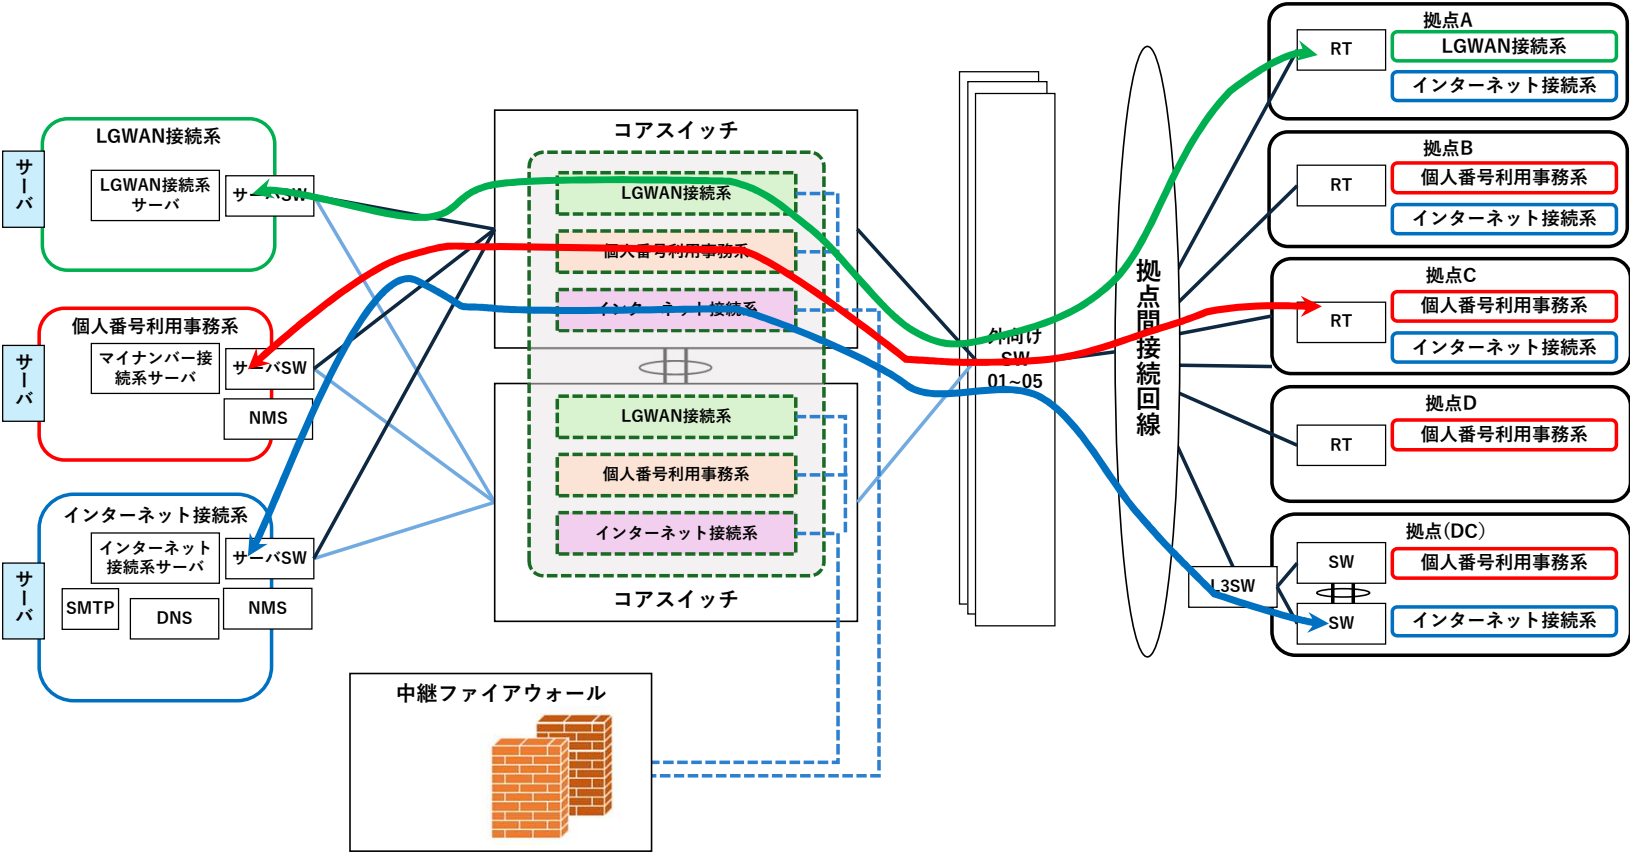 LGWAN接続系
サーバ
LGWAN接続系
サーバ
サーバSW
個人番号利用事務系
サーバ
マイナンバー接
続系サーバ
サーバSW
NMS
インターネット接続系
サーバ
インターネット
接続系サーバ
サーバSW
SMTP
DNS
NMS
コアスイッチ
LGWAN接続系
個人番号利用事務系
インターネット接続系
LGWAN接続系
個人番号利用事務系
インターネット接続系
コアスイッチ
中継ファイアウォール
外向け
SW
01~05
拠点間接続回線
拠点A
RT
LGWAN接続系
インターネット接続系
拠点B
RT
個人番号利用事務系
インターネット接続系
拠点C
RT
個人番号利用事務系
インターネット接続系
拠点D
RT
個人番号利用事務系
拠点(DC)
L3SW
SW
個人番号利用事務系
SW
インターネット接続系